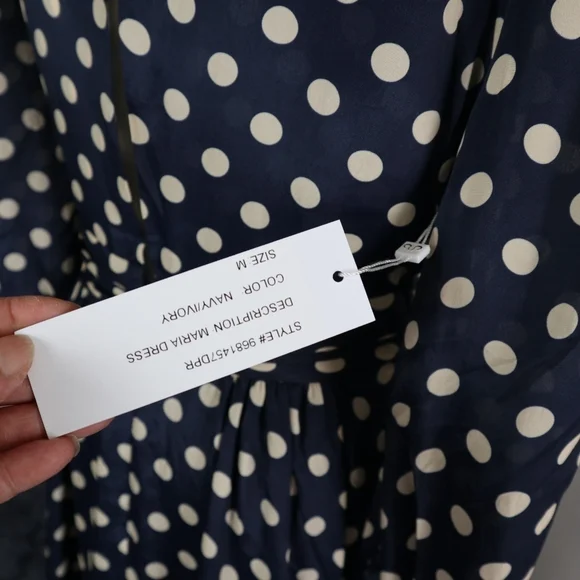 STYLE# 9681457DPR
DESCRIPTION MARIA DRESS
COLOR NAVY/IVORY
SIZE: M